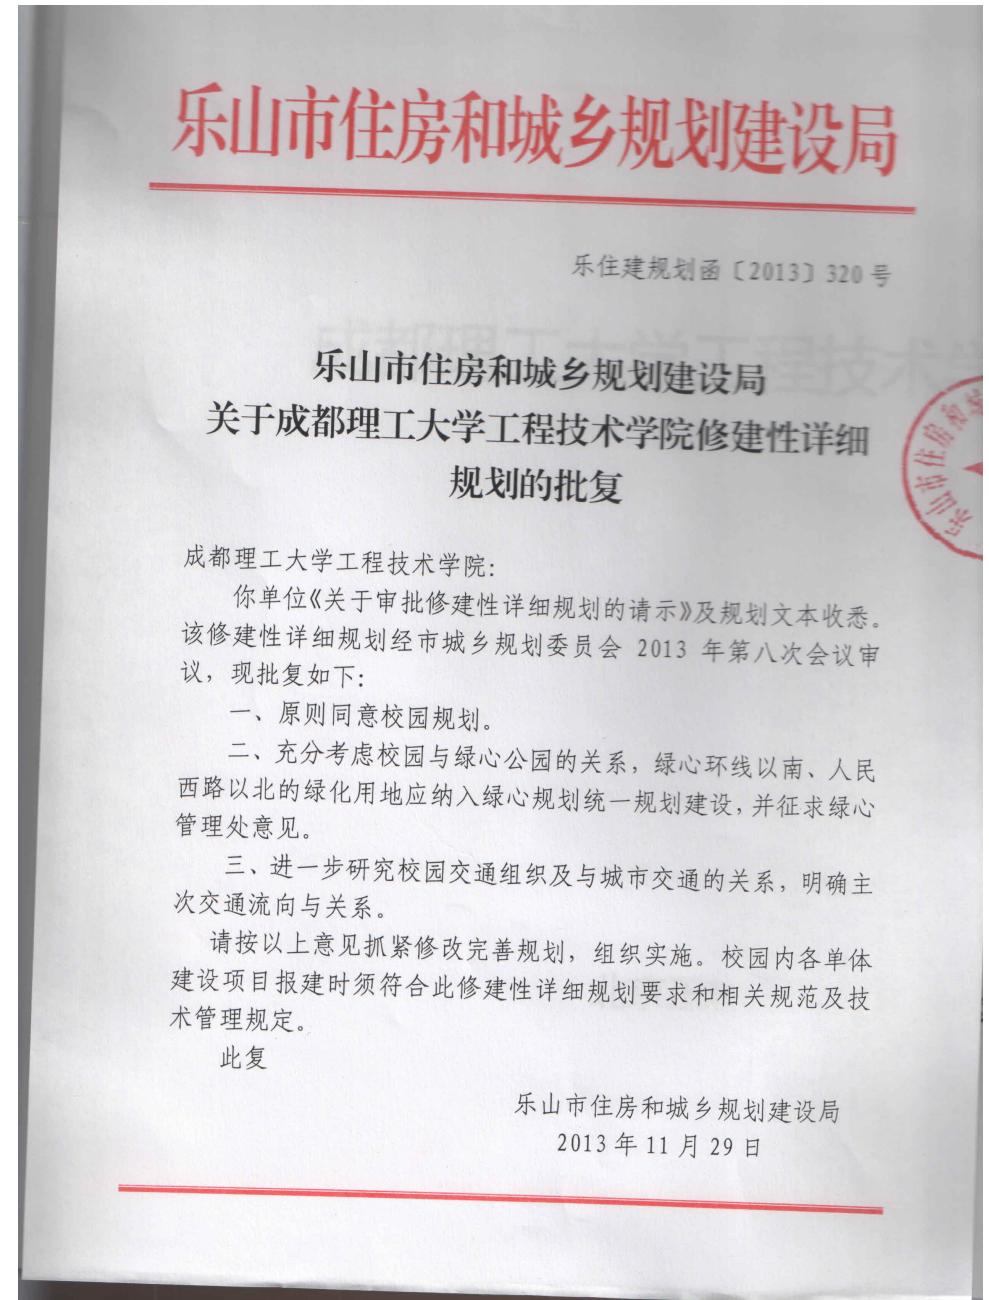 乐山市住房和城乡规划建设局
乐住建规划函〔2013〕320号
乐山市住房和城乡规划建设局
关于成都理工大学工程技术学院修建性详细
规划的批复
成都理工大学工程技术学院：
你单位《关于审批修建性详细规划的请示》及规划文本收悉。
该修建性详细规划经市城乡规划委员会 2013 年第八次会议审
议，现批复如下：
一、原则同意校园规划。
二、充分考虑校园与绿心公园的关系，绿心环线以南、人民
西路以北的绿化用地应纳入绿心规划统一规划建设，并征求绿心
管理处意见。
三、进一步研究校园交通组织及与城市交通的关系，明确主
次交通流向与关系。
请按以上意见抓紧修改完善规划，组织实施。校园内各单体
建设项目报建时须符合此修建性详细规划要求和相关规范及技
术管理规定。
此复
乐山市住房和城乡规划建设局
2013 年 11 月 29 日
乐山市住房和城